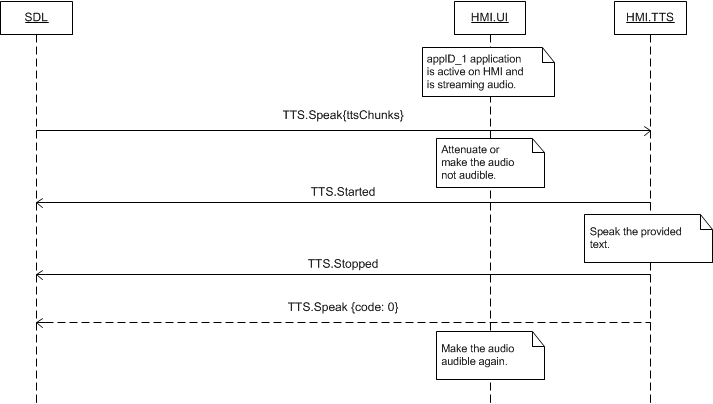 SDL
HMI.UI
HMI.TTS
appID_1 application
is active on HMI and
is streaming audio.
TTS.Speak{ttsChunks}
Attenuate or
make the audio
not audible.
TTS.Started
Speak the provided
text.
TTS.Stopped
TTS.Speak {code: 0}
Make the audio
audible again.